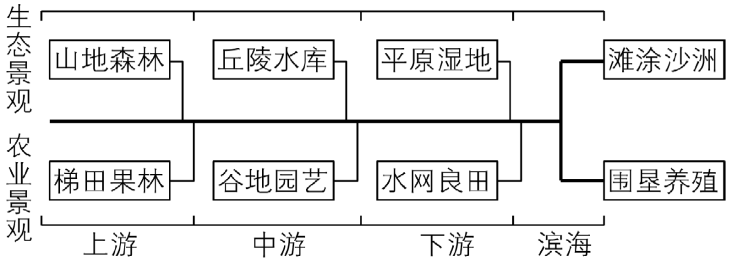 生态景观
山地森林
丘陵水库
平原湿地
滩涂沙洲
农业景观
梯田果林
谷地园艺
水网良田
围垦养殖
上游
中游
下游
滨海